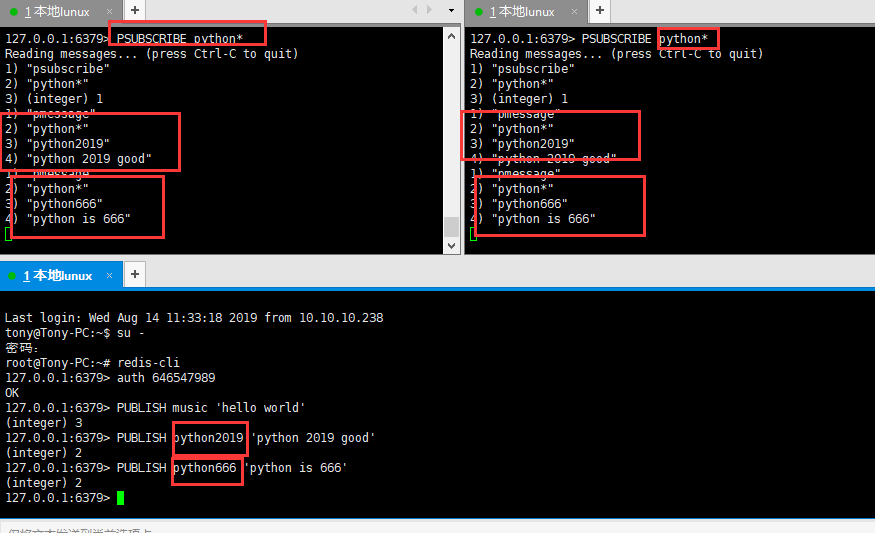 1 本地lunux × +
127.0.0.1:6379> PSUBSCRIBE python*
Reading messages... (press Ctrl-C to quit)
1) "psubscribe"
2) "python*"
3) (integer) 1
1) "pmessage"
2) "python*"
3) "python2019"
4) "python 2019 good"
1) "pmessage"
2) "python*"
3) "python666"
4) "python is 666"
1 本地lunux × +
127.0.0.1:6379> PSUBSCRIBE python*
Reading messages... (press Ctrl-C to quit)
1) "psubscribe"
2) "python*"
3) (integer) 1
1) "pmessage"
2) "python*"
3) "python2019"
4) "python 2019 good"
1) "pmessage"
2) "python*"
3) "python666"
4) "python is 666"
1 本地lunux × +
Last login: Wed Aug 14 11:33:18 2019 from 10.10.10.238
tony@Tony-PC:~$ su -
密码：
root@Tony-PC:~# redis-cli
127.0.0.1:6379> auth 646547989
OK
127.0.0.1:6379> PUBLISH music 'hello world'
(integer) 3
127.0.0.1:6379> PUBLISH python2019 'python 2019 good'
(integer) 2
127.0.0.1:6379> PUBLISH python666 'python is 666'
(integer) 2
127.0.0.1:6379>